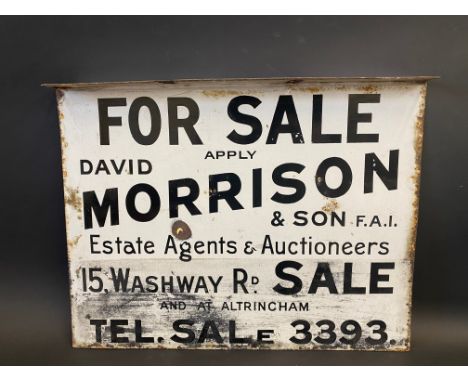 FOR SALE
APPLY
DAVID
MORRISON
& SON F.A.I.
Estate Agents & Auctioneers
15, WASHWAY RD. SALE
AND AT ALTRINCHAM
TEL. SALE 3393.